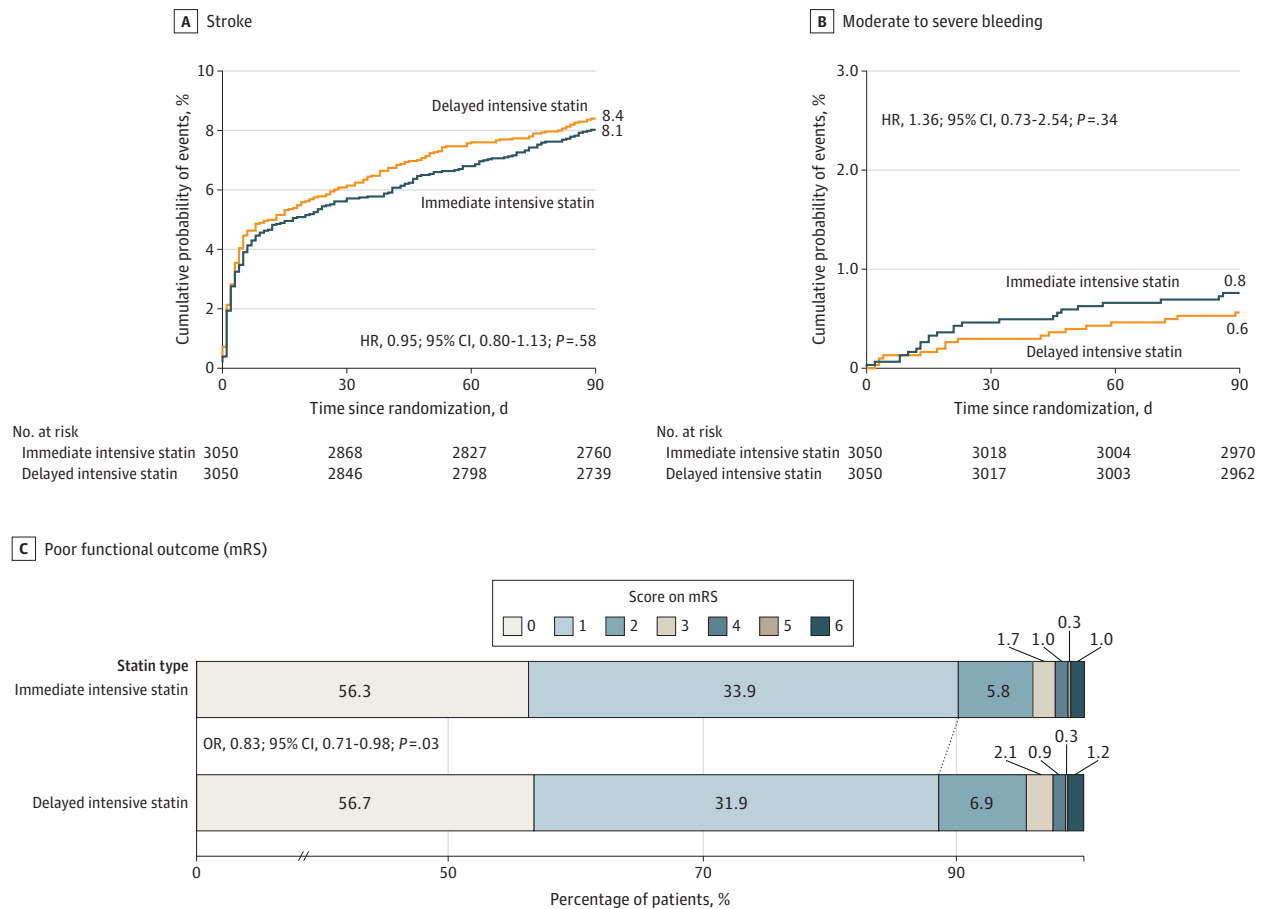 A Stroke
Cumulative probability of events, %
10
8
6
4
2
0
Delayed intensive statin
8.4
8.1
Immediate intensive statin
HR, 0.95; 95% CI, 0.80-1.13; P=.58
0 30 60 90
Time since randomization, d
No. at risk
Immediate intensive statin 3050 2868 2827 2760
Delayed intensive statin 3050 2846 2798 2739
B Moderate to severe bleeding
Cumulative probability of events, %
3.0
2.0
1.0
0
HR, 1.36; 95% CI, 0.73-2.54; P=.34
Immediate intensive statin
0.8
0.6
Delayed intensive statin
0 30 60 90
Time since randomization, d
No. at risk
Immediate intensive statin 3050 3018 3004 2970
Delayed intensive statin 3050 3017 3003 2962
C Poor functional outcome (mRS)
Score on mRS
0 1 2 3 4 5 6
Statin type
0.3
1.7 1.0 1.0
Immediate intensive statin 56.3 33.9 5.8
OR, 0.83; 95% CI, 0.71-0.98; P=.03
0.3
2.1 0.9 1.2
Delayed intensive statin 56.7 31.9 6.9
0 50 70 90
Percentage of patients, %